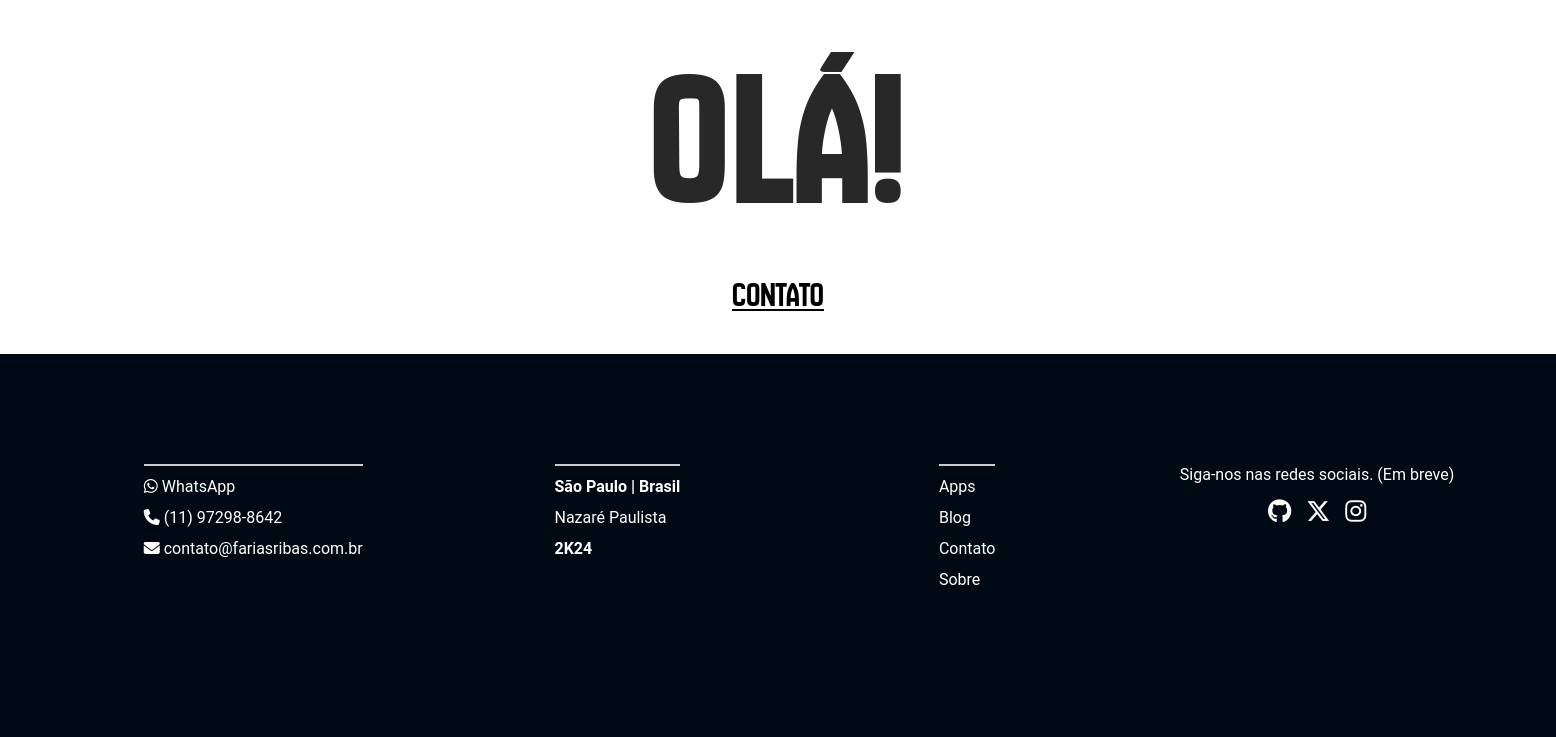 OLÁ!
CONTATO
WhatsApp
(11) 97298-8642
contato@fariasribas.com.br
São Paulo | Brasil
Nazaré Paulista
2K24
Apps
Blog
Contato
Sobre
Siga-nos nas redes sociais. (Em breve)